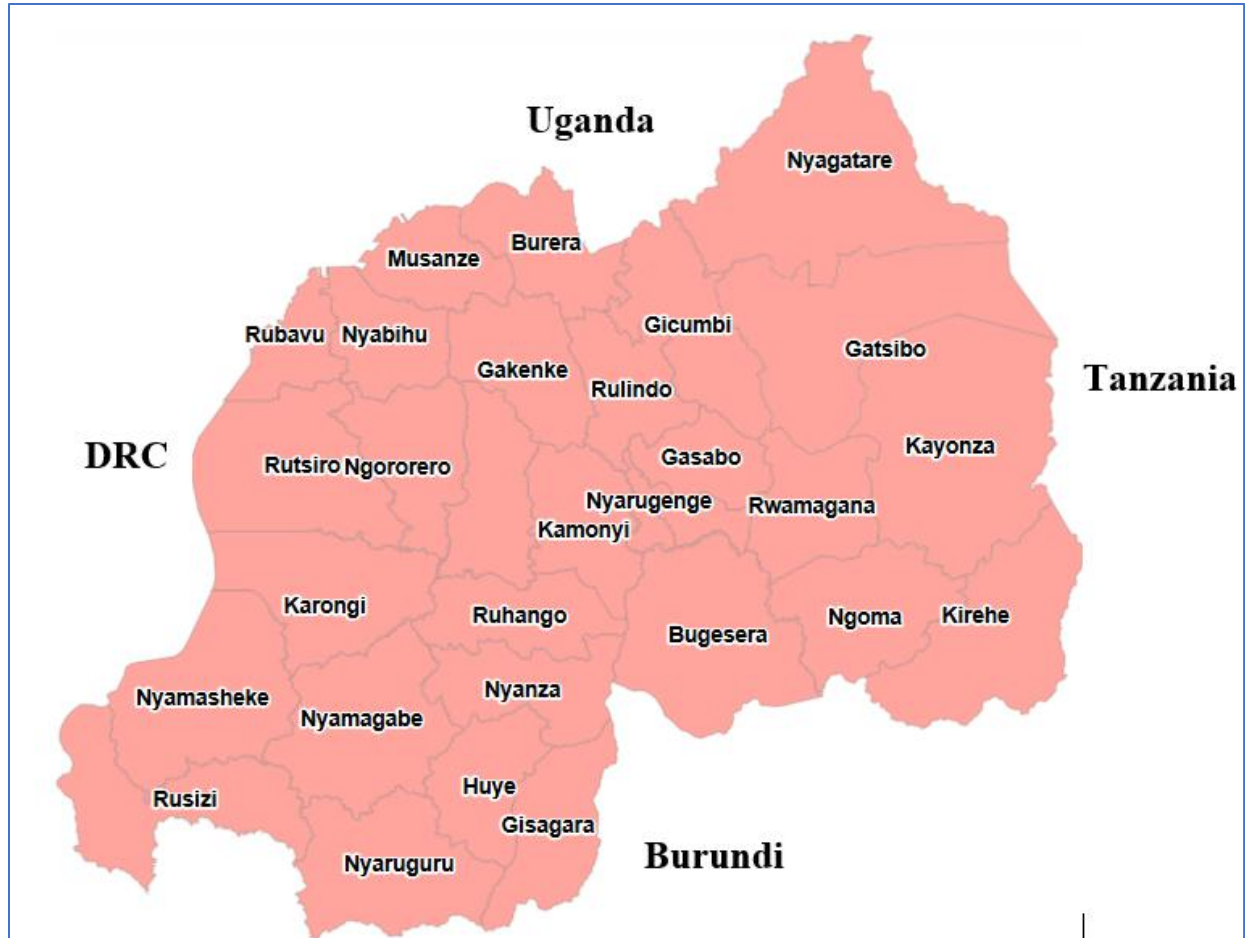 Uganda
Nyagatare
Burera
Musanze
Gicumbi
Rubavu
Nyabihu
Gatsibo
Gakenke
Tanzania
Rulindo
Kayonza
DRC
Gasabo
Rutsiro
Ngororero
Nyarugenge
Rwamagana
Kamonyi
Karongi
Ruhango
Ngoma
Kirehe
Bugesera
Nyanza
Nyamasheke
Nyamagabe
Huye
Rusizi
Gisagara
Burundi
Nyaruguru